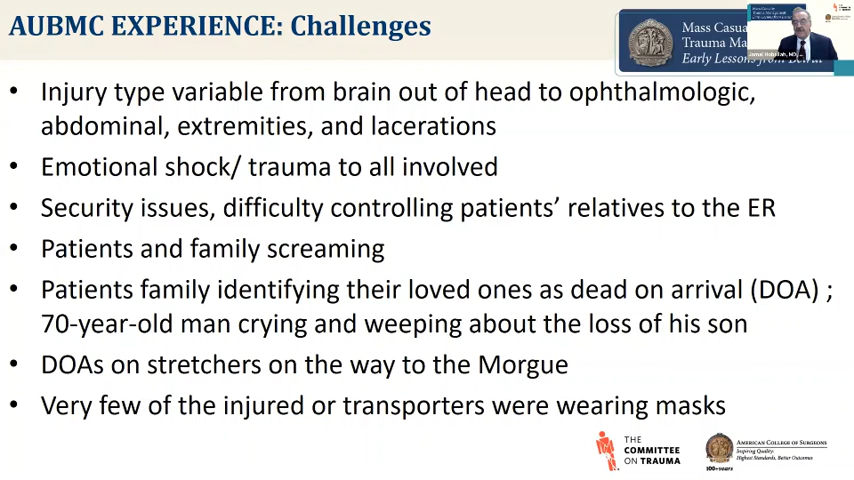 AUBMC EXPERIENCE: Challenges
Mass Casu
Trauma Ma
Early Lessons from Beirut
• Injury type variable from brain out of head to ophthalmologic,
abdominal, extremities, and lacerations
• Emotional shock/ trauma to all involved
• Security issues, difficulty controlling patients’ relatives to the ER
• Patients and family screaming
• Patients family identifying their loved ones as dead on arrival (DOA) ;
70-year-old man crying and weeping about the loss of his son
• DOAs on stretchers on the way to the Morgue
• Very few of the injured or transporters were wearing masks
THE
COMMITTEE
ON TRAUMA
100+years
AMERICAN COLLEGE OF SURGEONS
Inspiring Quality:
Highest Standards, Better Outcomes